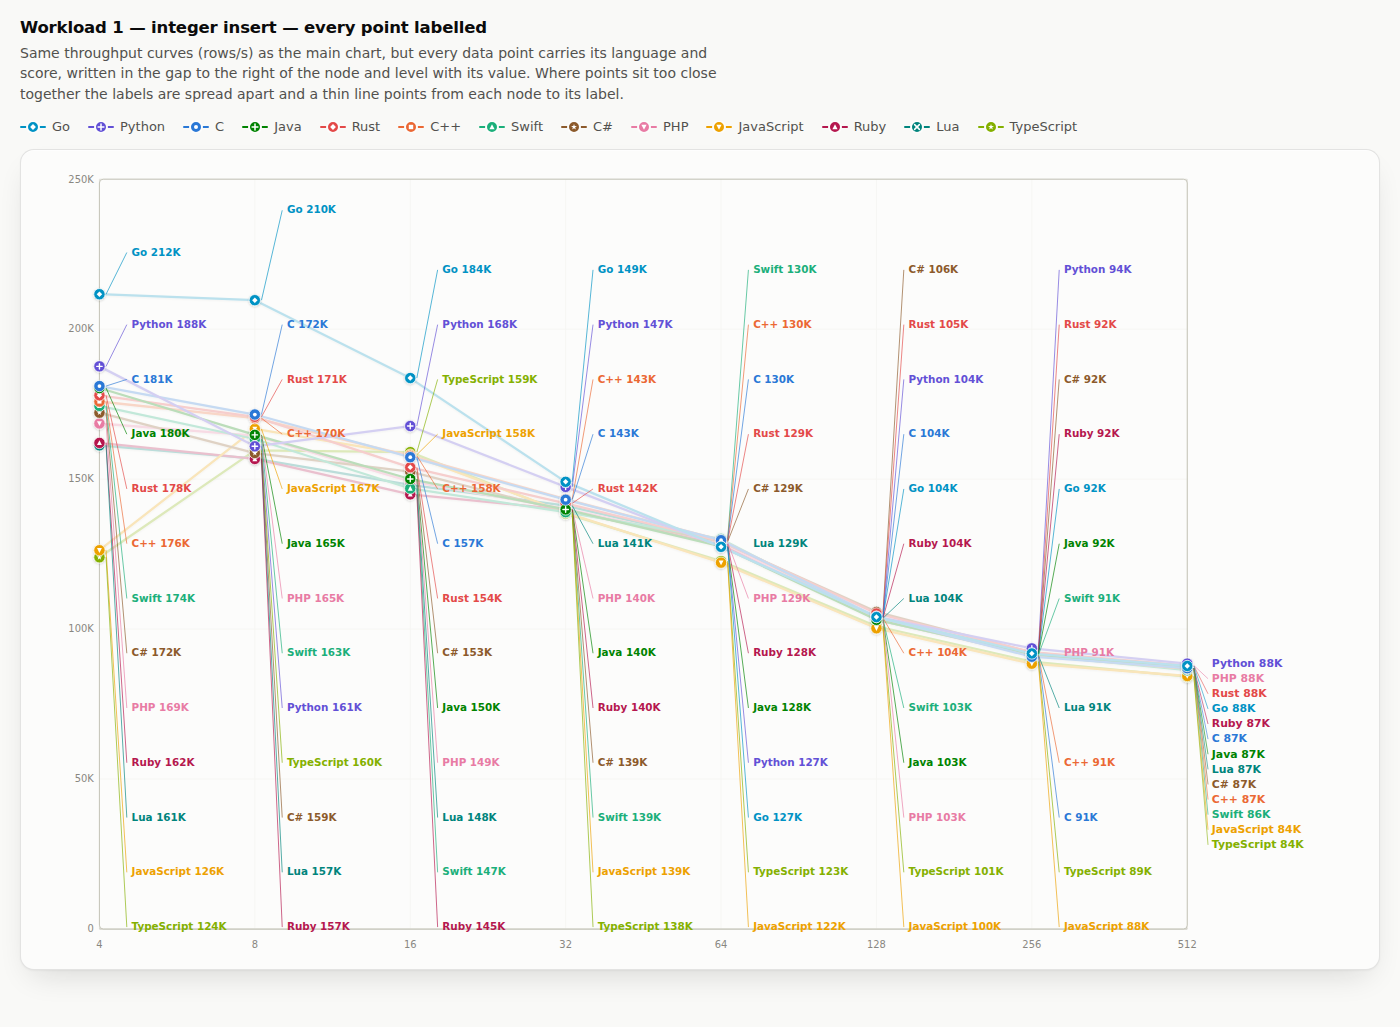 Workload 1 — integer insert — every point labelled
Same throughput curves (rows/s) as the main chart, but every data point carries its language and
score, written in the gap to the right of the node and level with its value. Where points sit too close
together the labels are spread apart and a thin line points from each node to its label.
Go Python C Java Rust C++ Swift C# PHP JavaScript Ruby Lua TypeScript
250K
200K
150K
100K
50K
0
Go 212K
Python 188K
C 181K
Java 180K
Rust 178K
C++ 176K
Swift 174K
C# 172K
PHP 169K
Ruby 162K
Lua 161K
JavaScript 126K
TypeScript 124K
Go 210K
C 172K
Rust 171K
C++ 170K
JavaScript 167K
Java 165K
PHP 165K
Swift 163K
Python 161K
TypeScript 160K
C# 159K
Lua 157K
Ruby 157K
Go 184K
Python 168K
TypeScript 159K
JavaScript 158K
C++ 158K
C 157K
Rust 154K
C# 153K
Java 150K
PHP 149K
Lua 148K
Swift 147K
Ruby 145K
Go 149K
Python 147K
C++ 143K
C 143K
Rust 142K
Lua 141K
PHP 140K
Java 140K
Ruby 140K
C# 139K
Swift 139K
JavaScript 139K
TypeScript 138K
Swift 130K
C++ 130K
C 130K
Rust 129K
C# 129K
Lua 129K
PHP 129K
Ruby 128K
Java 128K
Python 127K
Go 127K
TypeScript 123K
JavaScript 122K
C# 106K
Rust 105K
Python 104K
C 104K
Go 104K
Ruby 104K
Lua 104K
C++ 104K
Swift 103K
Java 103K
PHP 103K
TypeScript 101K
JavaScript 100K
Python 94K
Rust 92K
C# 92K
Ruby 92K
Go 92K
Java 92K
Swift 91K
PHP 91K
Lua 91K
C++ 91K
C 91K
TypeScript 89K
JavaScript 88K
Python 88K
PHP 88K
Rust 88K
Go 88K
Ruby 87K
C 87K
Java 87K
Lua 87K
C# 87K
C++ 87K
Swift 86K
JavaScript 84K
TypeScript 84K
4 8 16 32 64 128 256 512